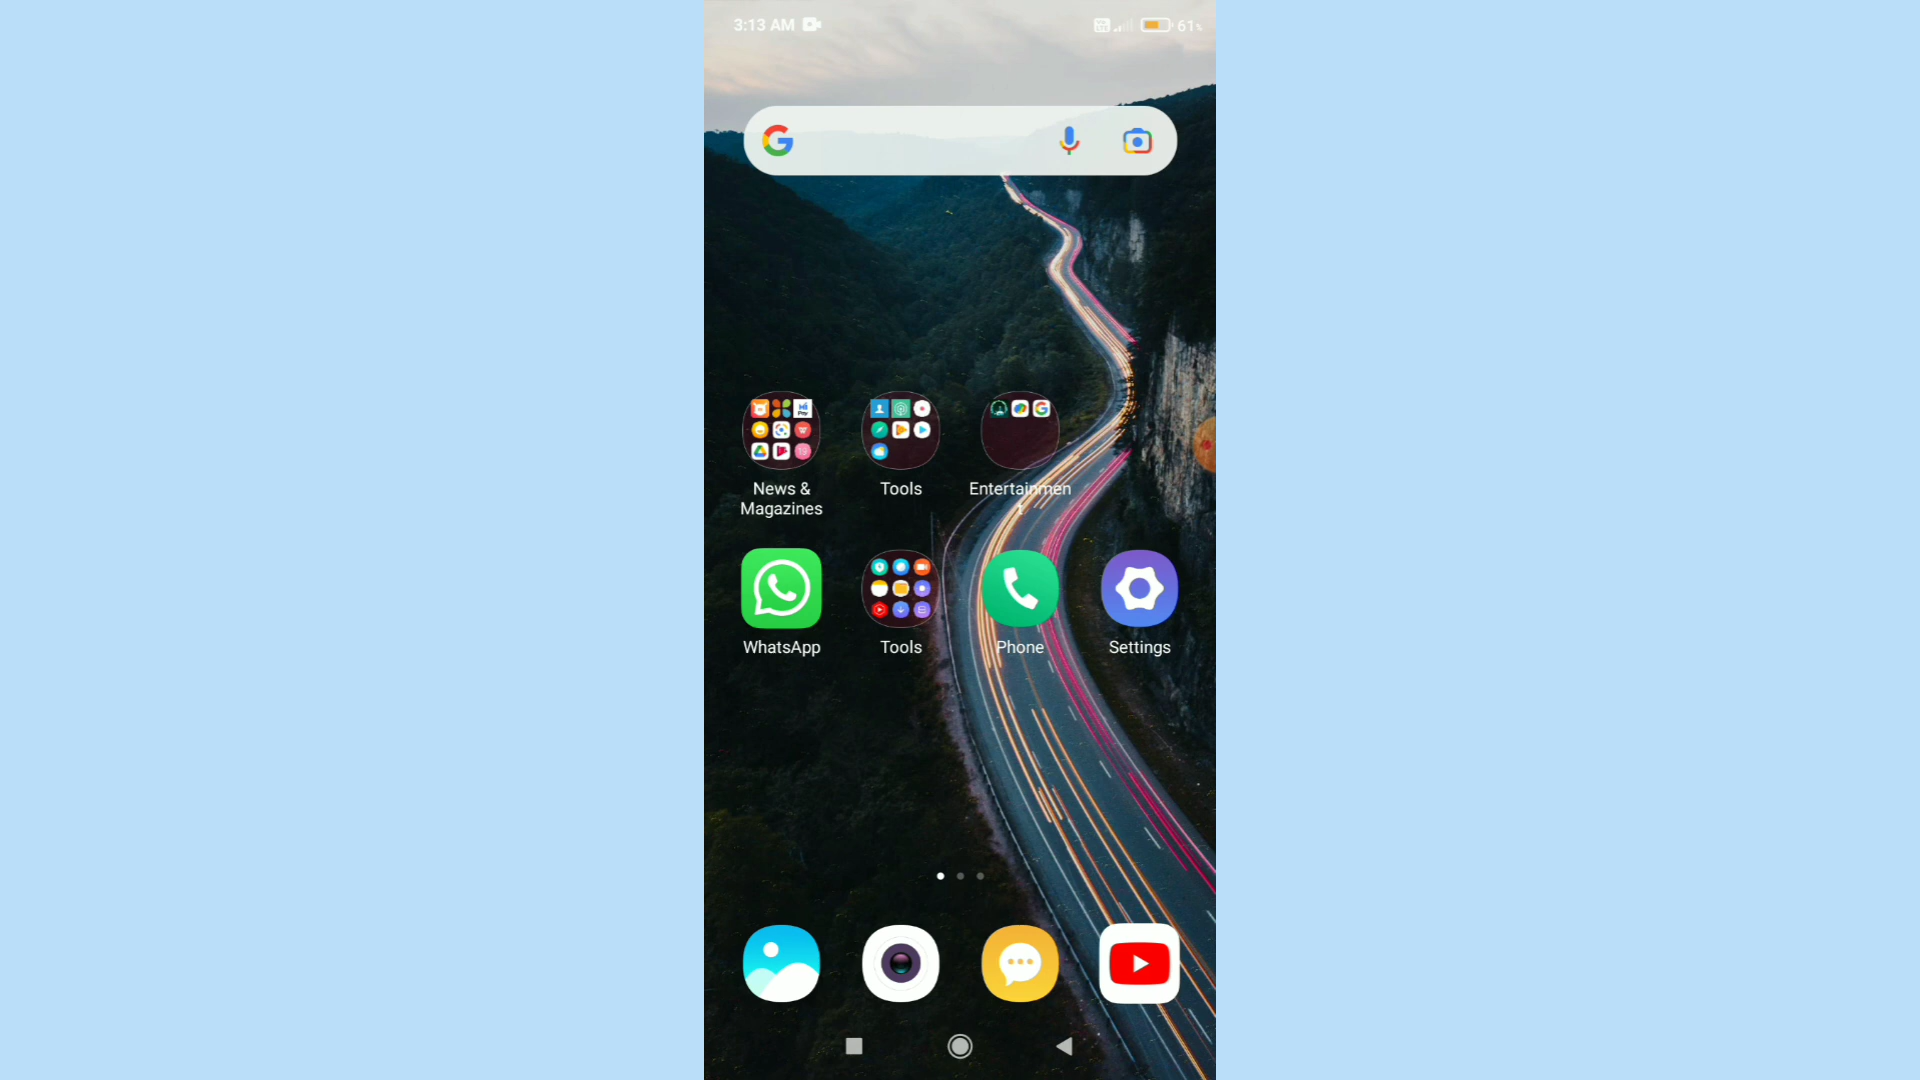 3:13 AM
61%
News &
Magazines
Tools
Entertainmen
t
WhatsApp
Tools
Phone
Settings